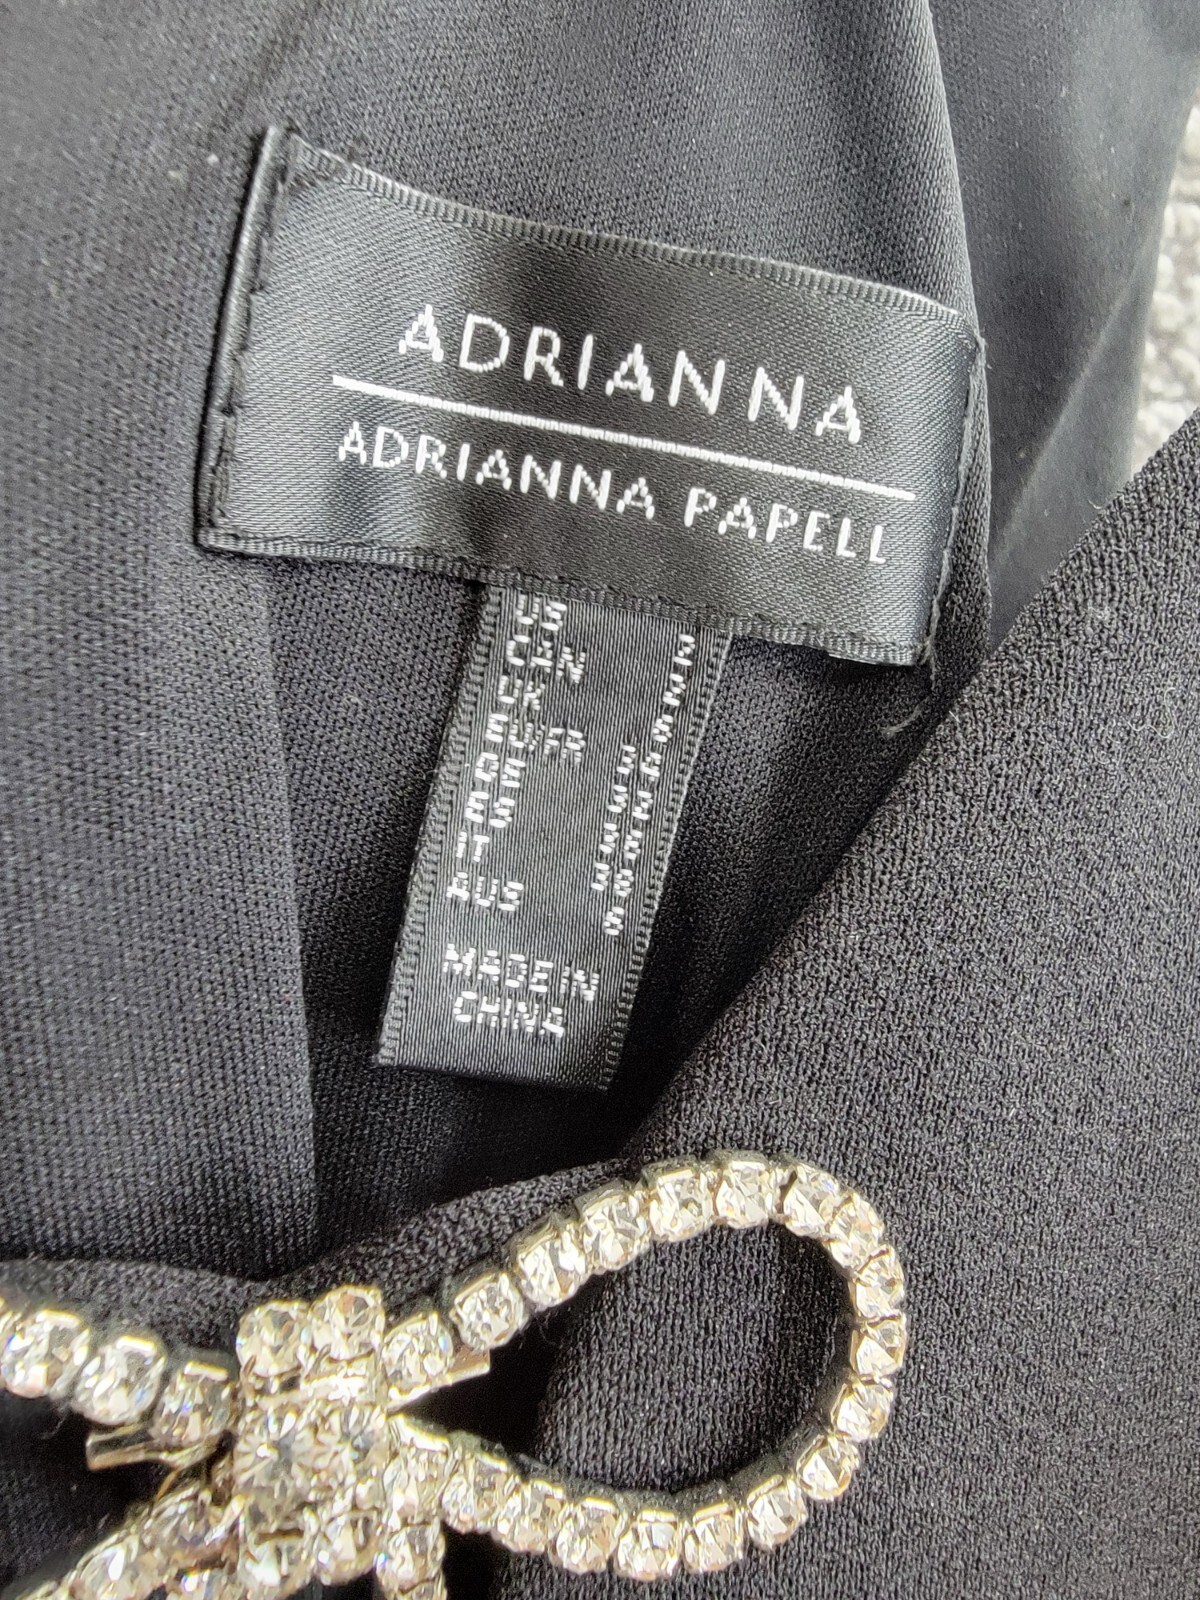 ADRIANNA
ADRIANNA PAPELL
US 2
CAN 2
UK 6
EU/FR
DE 32
ES
IT 38
AUS 6
MADE IN
CHINA